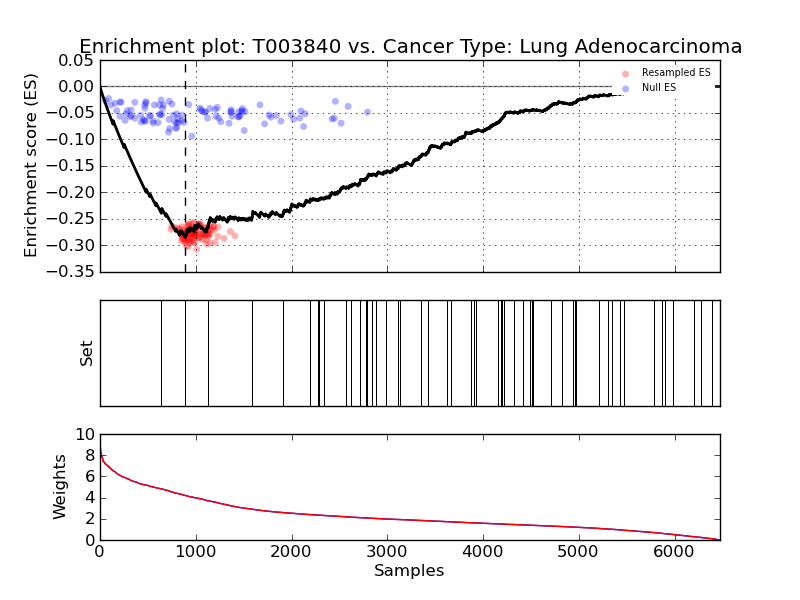 Enrichment plot: T003840 vs. Cancer Type: Lung Adenocarcinoma
0.05
0.00
−0.05
−0.10
−0.15
−0.20
−0.25
−0.30
−0.35
Enrichment score (ES)
Resampled ES
Null ES
Set
10
8
6
4
2
0
Weights
0 1000 2000 3000 4000 5000 6000
Samples